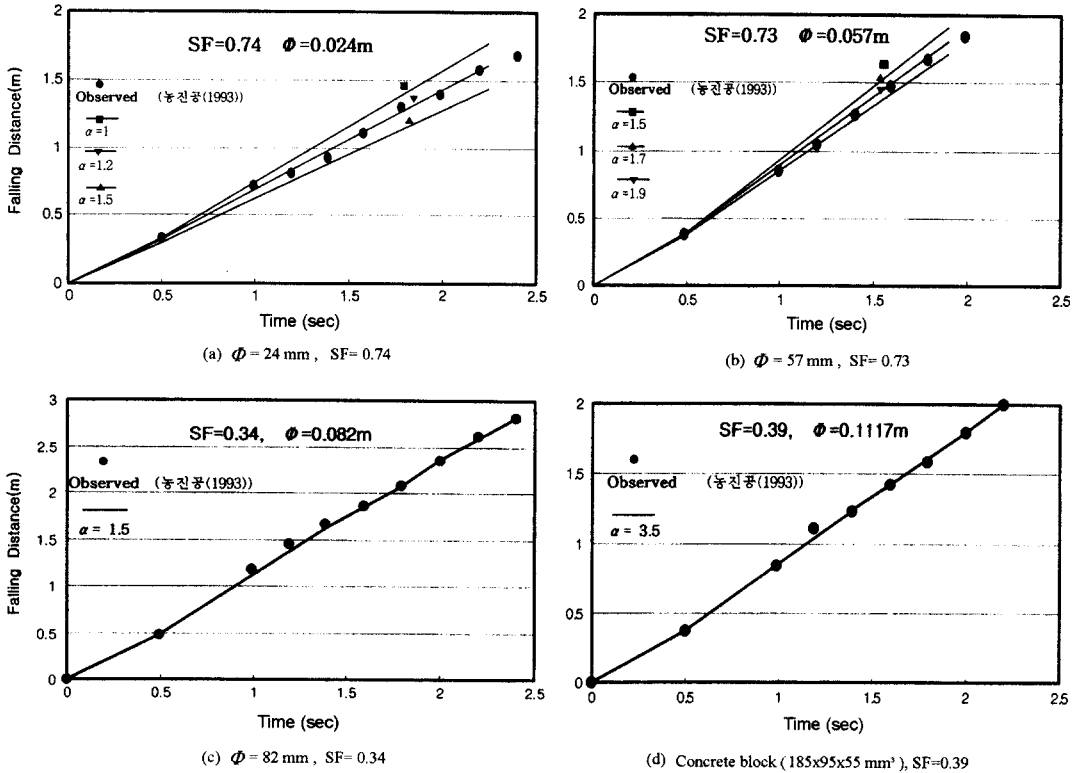 SF=0.74 Φ=0.024m
Falling Distance(m)
2
1.5
1
0.5
0
Observed (농진공(1993))
α=1
α=1.2
α=1.5
0 0.5 1 1.5 2 2.5
Time (sec)
(a) Φ = 24 mm , SF= 0.74
SF=0.73 Φ=0.057m
2
1.5
1
0.5
0
Observed (농진공(1993))
α=1.5
α=1.7
α=1.9
0 0.5 1 1.5 2 2.5
Time (sec)
(b) Φ = 57 mm , SF= 0.73
SF=0.34, Φ=0.082m
Falling Distance(m)
3
2.5
2
1.5
1
0.5
0
Observed (농진공(1993))
α = 1.5
0 0.5 1 1.5 2 2.5
Time (sec)
(c) Φ = 82 mm , SF= 0.34
SF=0.39, Φ=0.1117m
2
1.5
1
0.5
0
Observed (농진공(1993))
α = 3.5
0 0.5 1 1.5 2 2.5
Time (sec)
(d) Concrete block (185x95x55 mm³), SF=0.39